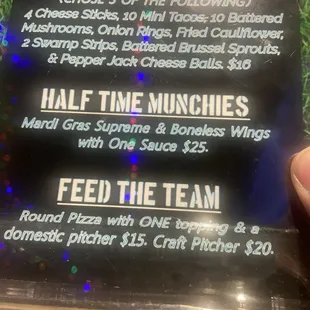 (CHOSE 3 OF THE FOLLOWING)
4 Cheese Sticks, 10 Mini Tacos, 10 Battered
Mushrooms, Onion Rings, Fried Cauliflower,
2 Swamp Strips, Battered Brussel Sprouts,
& Pepper Jack Cheese Balls. $16
HALF TIME MUNCHIES
Mardi Gras Supreme & Boneless Wings
with One Sauce $25.
FEED THE TEAM
Round Pizza with ONE topping & a
domestic pitcher $15. Craft Pitcher $20.